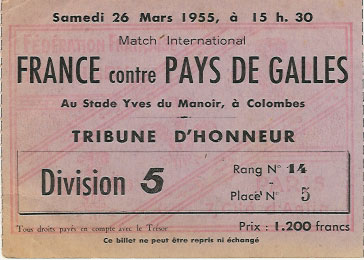 Samedi 26 Mars 1955, à 15 h. 30
Match International
FRANCE contre PAYS DE GALLES
Au Stade Yves du Manoir, à Colombes
TRIBUNE D'HONNEUR
Division 5
Rang N° 14
Place N° 5
Tous droits payés en compte avec le Trésor
Prix : 1.200 francs
Ce billet ne peut être repris ni échangé